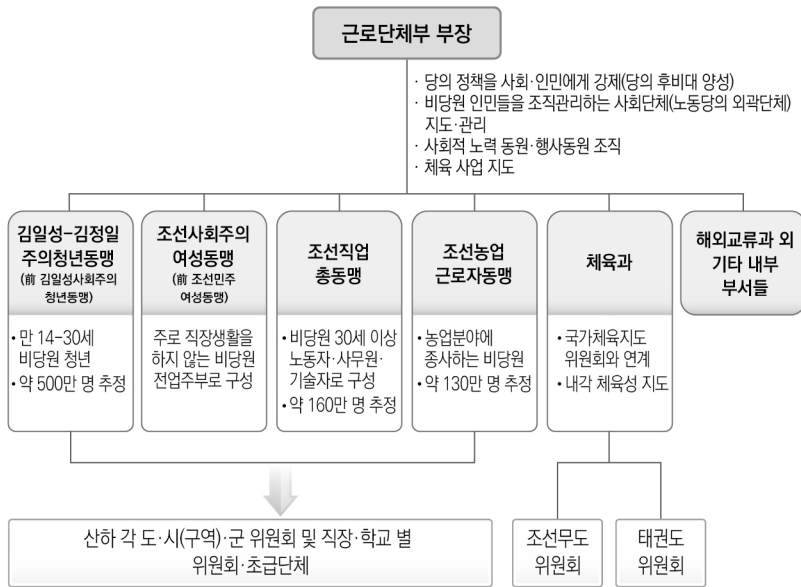 근로단체부 부장
· 당의 정책을 사회·인민에게 강제(당의 후비대 양성)
· 비당원 인민들을 조직관리하는 사회단체(노동당의 외곽단체)
지도·관리
· 사회적 노력 동원·행사동원 조직
· 체육 사업 지도
김일성-김정일
주의청년동맹
(前 김일성사회주의
청년동맹)
• 만 14-30세
비당원 청년
• 약 500만 명 추정
조선사회주의
여성동맹
(前 조선민주
여성동맹)
주로 직장생활을
하지 않는 비당원
전업주부로 구성
조선직업
총동맹
• 비당원 30세 이상
노동자·사무원·
기술자로 구성
• 약 160만 명 추정
조선농업
근로자동맹
• 농업분야에
종사하는 비당원
• 약 130만 명 추정
체육과
• 국가체육지도
위원회와 연계
• 내각 체육성 지도
해외교류과 외
기타 내부
부서들
산하 각 도·시(구역)·군 위원회 및 직장·학교 별
위원회·초급단체
조선무도
위원회
태권도
위원회